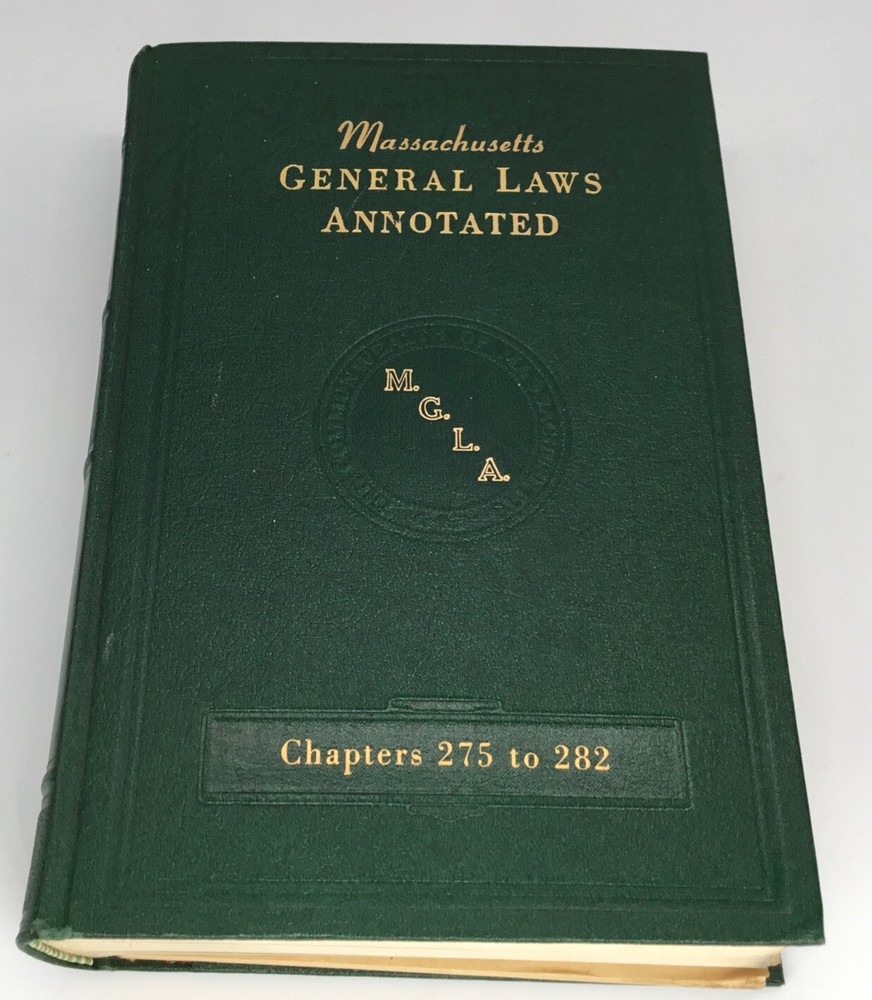 Massachusetts
GENERAL LAWS
ANNOTATED
M.
G.
L.
A.
Chapters 275 to 282